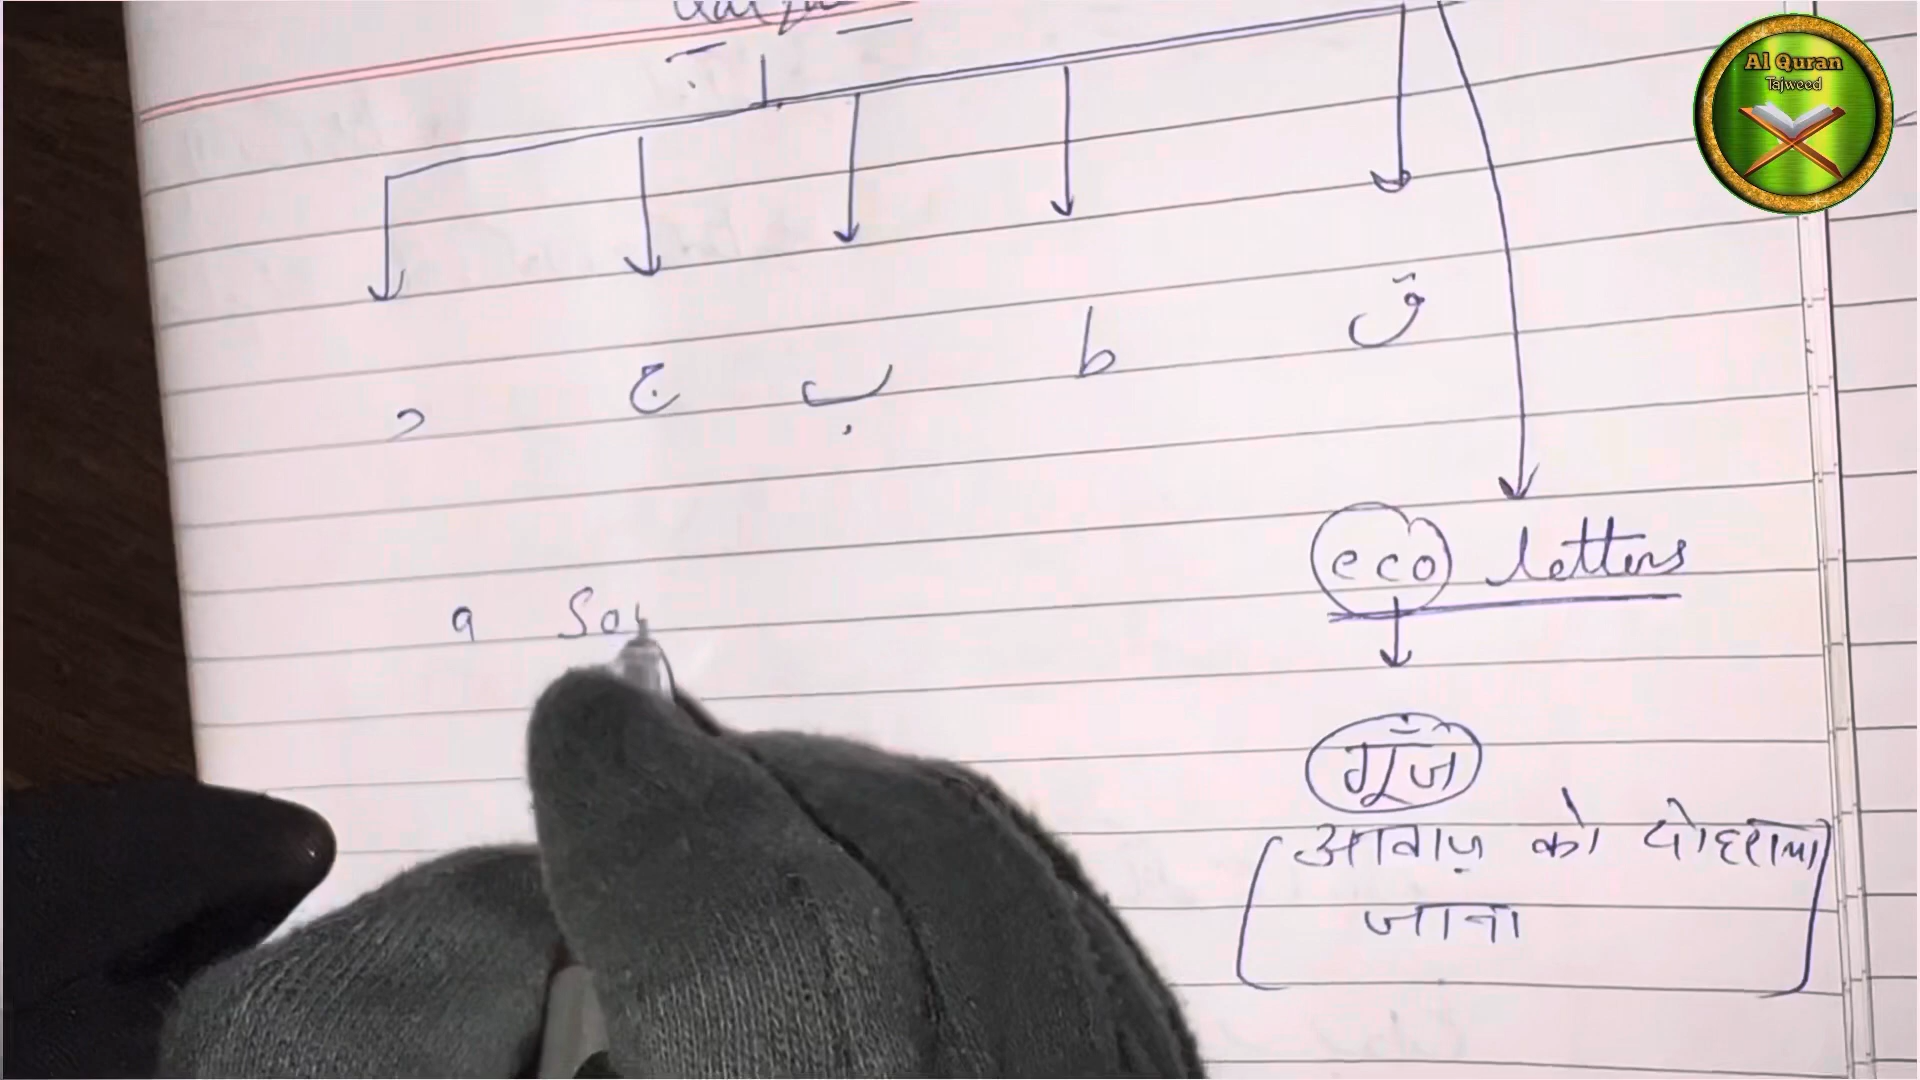 Al Quran
Tajweed
د ج ب ط ق
eco letters
a So
गूँज
आवाज़ को दोहराया
जाना